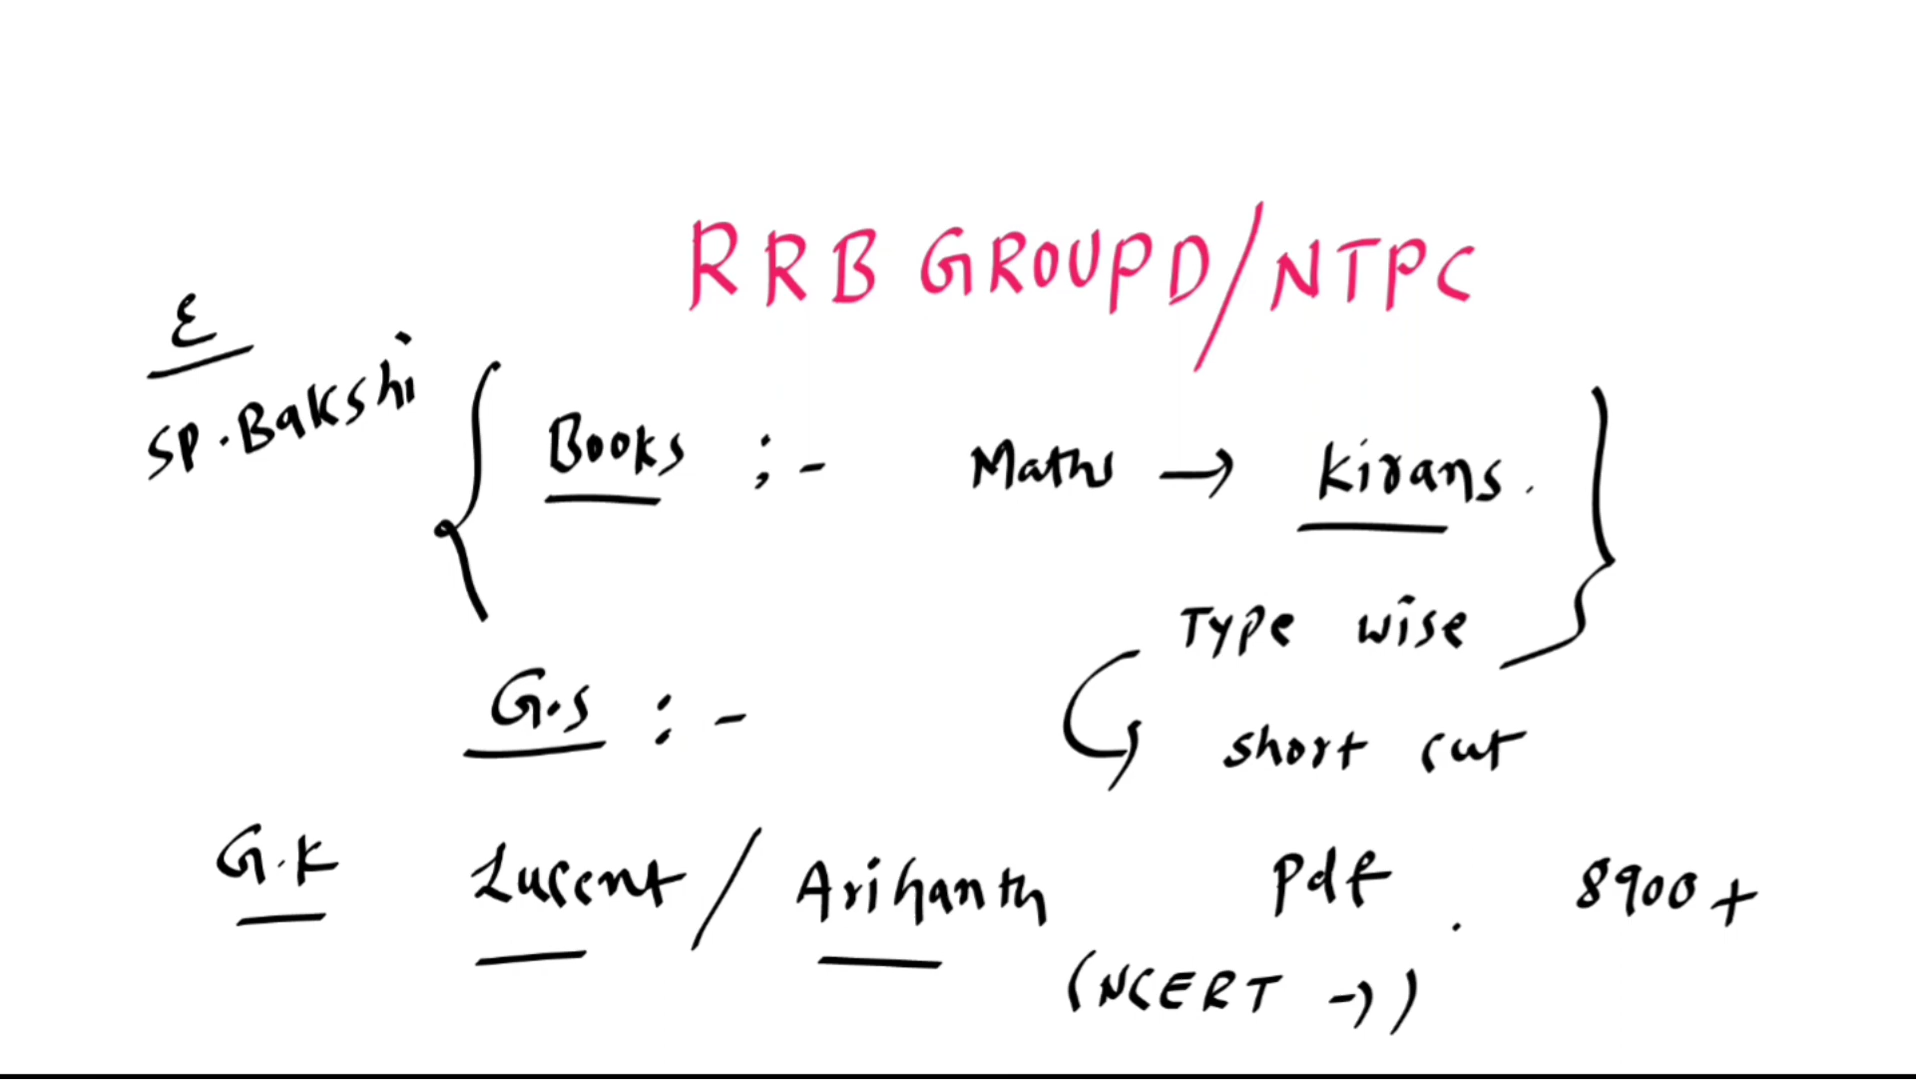 RRB GROUPD/NTPC
ε
SP.Bakshi
Books :- Maths → Kirans.
Type wise
G.S :- short cut
G.K Lucent / Arihanth pdf. 8900+
(NCERT →)